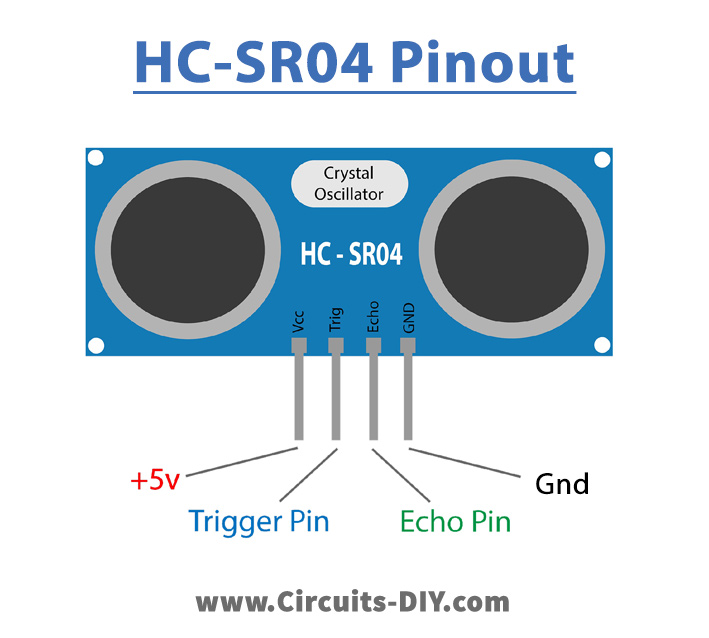 HC-SR04 Pinout
Crystal
Oscillator
HC - SR04
Vcc
Trig
Echo
GND
+5v
Gnd
Trigger Pin
Echo Pin
www.Circuits-DIY.com